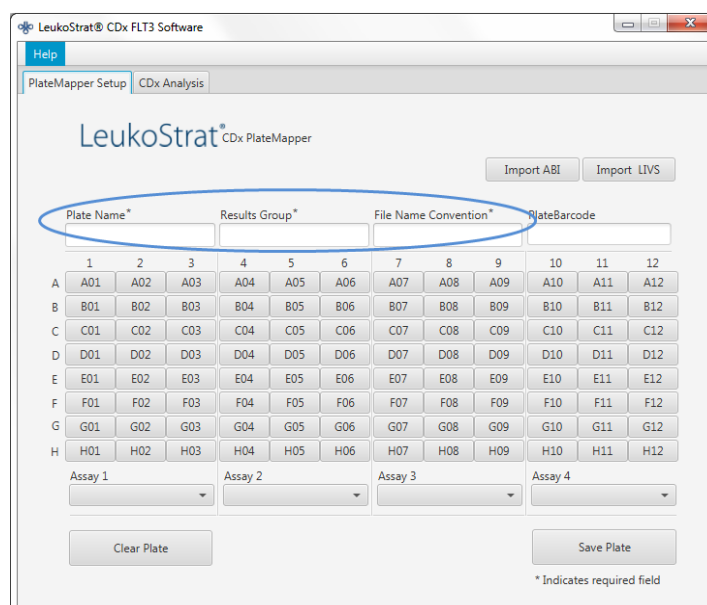 LeukoStrat® CDx FLT3 Software
Help
PlateMapper Setup CDx Analysis
LeukoStrat® CDx PlateMapper
Import ABI Import LIVS
Plate Name* Results Group* File Name Convention* PlateBarcode
1 2 3 4 5 6 7 8 9 10 11 12
A A01 A02 A03 A04 A05 A06 A07 A08 A09 A10 A11 A12
B B01 B02 B03 B04 B05 B06 B07 B08 B09 B10 B11 B12
C C01 C02 C03 C04 C05 C06 C07 C08 C09 C10 C11 C12
D D01 D02 D03 D04 D05 D06 D07 D08 D09 D10 D11 D12
E E01 E02 E03 E04 E05 E06 E07 E08 E09 E10 E11 E12
F F01 F02 F03 F04 F05 F06 F07 F08 F09 F10 F11 F12
G G01 G02 G03 G04 G05 G06 G07 G08 G09 G10 G11 G12
H H01 H02 H03 H04 H05 H06 H07 H08 H09 H10 H11 H12
Assay 1 Assay 2 Assay 3 Assay 4
Clear Plate Save Plate
* Indicates required field